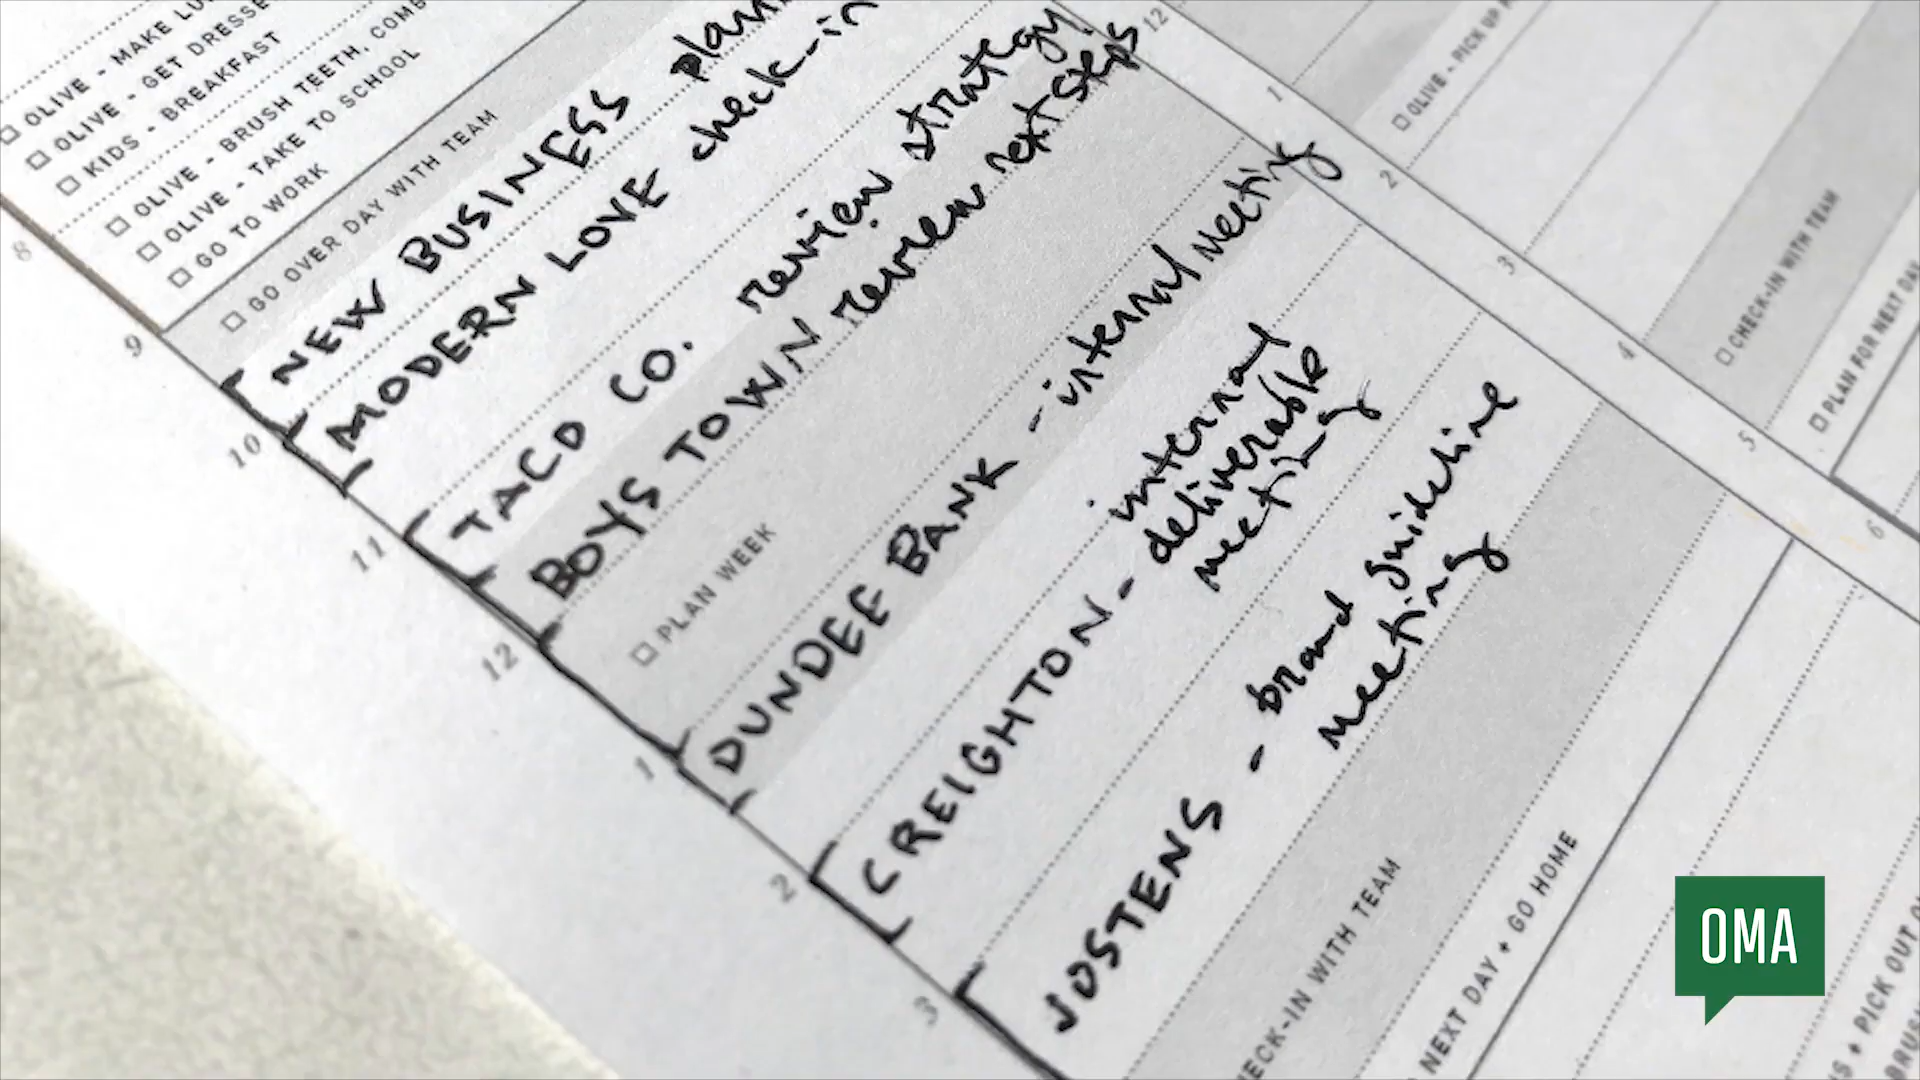 OLIVE - MAKE
OLIVE - GET DRESSE
KIDS - BREAKFAST
OLIVE - BRUSH TEETH, COMB
OLIVE - TAKE TO SCHOOL
GO TO WORK
8
GO OVER DAY WITH TEAM
9
NEW BUSINESS plan
MODERN LOVE check-in
10
TACO CO. review strategy
11
BOYS TOWN review next steps
12
PLAN WEEK
DUNDEE BANK - internal meeting
1
CREIGHTON - internal
deliverable
meeting
2
JOSTENS - brand guideline
meeting
3
CHECK-IN WITH TEAM
NEXT DAY + GO HOME
+ PICK OUT
12
OLIVE - PICK UP
1
2
3
CHECK-IN WITH TEAM
4
PLAN FOR NEXT DAY
5
6
OMA